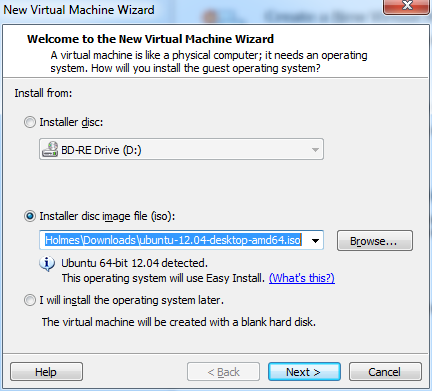 New Virtual Machine Wizard
Welcome to the New Virtual Machine Wizard
A virtual machine is like a physical computer; it needs an operating
system. How will you install the guest operating system?
Install from:
Installer disc:
BD-RE Drive (D:)
Installer disc image file (iso):
Holmes\Downloads\ubuntu-12.04-desktop-amd64.iso
Browse...
Ubuntu 64-bit 12.04 detected.
This operating system will use Easy Install. (What's this?)
I will install the operating system later.
The virtual machine will be created with a blank hard disk.
Help
< Back
Next >
Cancel